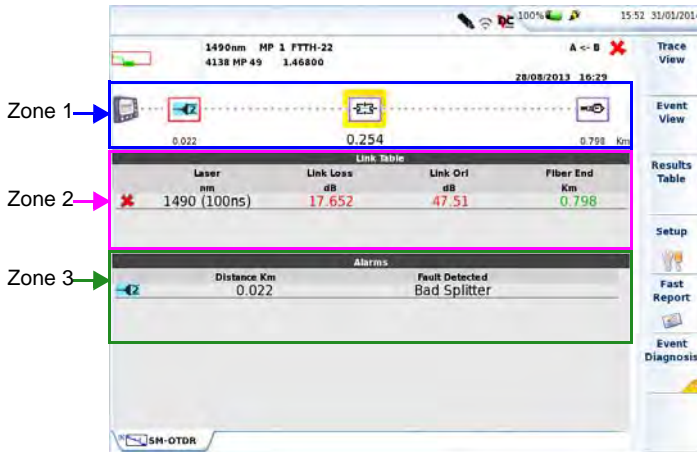 100% 15:52 31/01/201
1490nm MP 1 FTTH-22 A <- B
4138 MP 49 1.46800
28/08/2013 16:29
Trace View
Zone 1
2
0.022 0.254 0.798 Km
Event View
Link Table
Laser Link Loss Link Orl Fiber End
nm dB dB Km
Zone 2
1490 (100ns) 17.652 47.51 0.798
Results Table
Setup
Alarms
Distance Km Fault Detected
Zone 3
2 0.022 Bad Splitter
Fast Report
Event Diagnosis
SM-OTDR